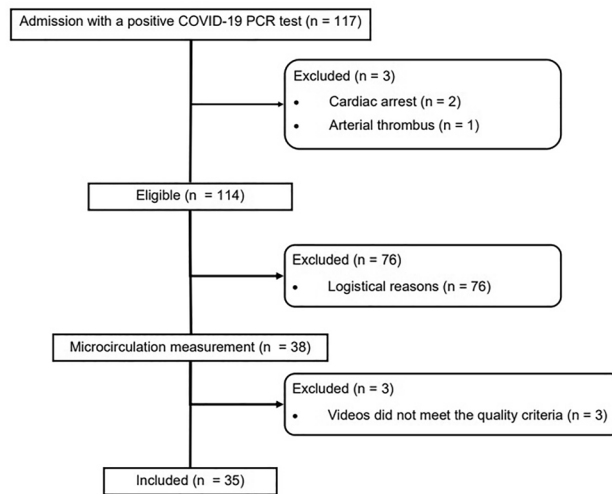 Admission with a positive COVID-19 PCR test (n = 117)
Excluded (n = 3)
• Cardiac arrest (n = 2)
• Arterial thrombus (n = 1)
Eligible (n = 114)
Excluded (n = 76)
• Logistical reasons (n = 76)
Microcirculation measurement (n = 38)
Excluded (n = 3)
• Videos did not meet the quality criteria (n = 3)
Included (n = 35)